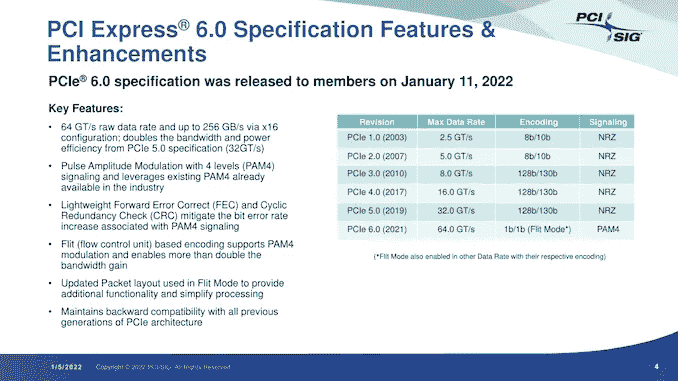 PCI Express® 6.0 Specification Features &
Enhancements
PCI
SIG®
PCIe® 6.0 specification was released to members on January 11, 2022
Key Features:
• 64 GT/s raw data rate and up to 256 GB/s via x16
configuration; doubles the bandwidth and power
efficiency from PCIe 5.0 specification (32GT/s)
• Pulse Amplitude Modulation with 4 levels (PAM4)
signaling and leverages existing PAM4 already
available in the industry
• Lightweight Forward Error Correct (FEC) and Cyclic
Redundancy Check (CRC) mitigate the bit error rate
increase associated with PAM4 signaling
• Flit (flow control unit) based encoding supports PAM4
modulation and enables more than double the
bandwidth gain
• Updated Packet layout used in Flit Mode to provide
additional functionality and simplify processing
• Maintains backward compatibility with all previous
generations of PCIe architecture
Revision Max Data Rate Encoding Signaling
PCIe 1.0 (2003) 2.5 GT/s 8b/10b NRZ
PCIe 2.0 (2007) 5.0 GT/s 8b/10b NRZ
PCIe 3.0 (2010) 8.0 GT/s 128b/130b NRZ
PCIe 4.0 (2017) 16.0 GT/s 128b/130b NRZ
PCIe 5.0 (2019) 32.0 GT/s 128b/130b NRZ
PCIe 6.0 (2021) 64.0 GT/s 1b/1b (Flit Mode*) PAM4
(*Flit Mode also enabled in other Data Rate with their respective encoding)
1/5/2022 Copyright © 2022 PCI-SIG. All Rights Reserved. 4